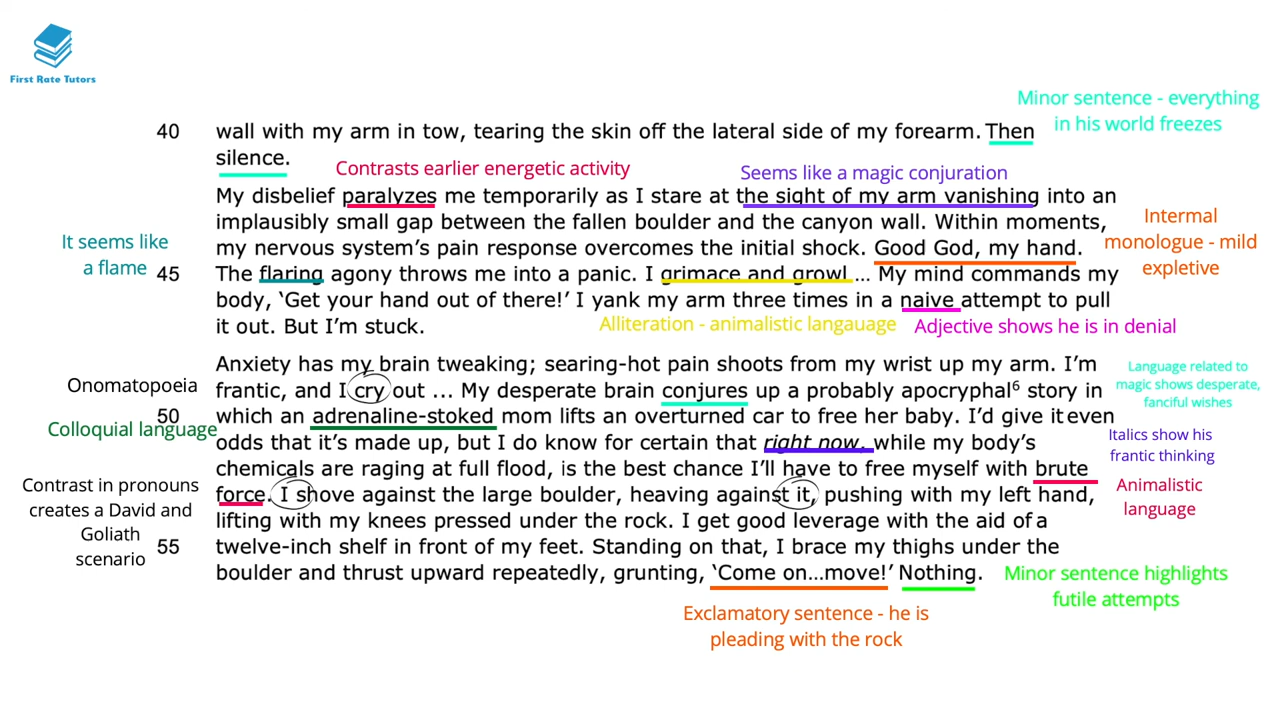 First Rate Tutors
Minor sentence - everything
in his world freezes
40 wall with my arm in tow, tearing the skin off the lateral side of my forearm. Then
silence.
Contrasts earlier energetic activity
Seems like a magic conjuration
My disbelief paralyzes me temporarily as I stare at the sight of my arm vanishing into an
implausibly small gap between the fallen boulder and the canyon wall. Within moments,
my nervous system’s pain response overcomes the initial shock. Good God, my hand.
Intermal
monologue - mild
expletive
It seems like
a flame
45 The flaring agony throws me into a panic. I grimace and growl ... My mind commands my
body, ‘Get your hand out of there!’ I yank my arm three times in a naive attempt to pull
it out. But I’m stuck.
Alliteration - animalistic langauage
Adjective shows he is in denial
Anxiety has my brain tweaking; searing-hot pain shoots from my wrist up my arm. I’m
frantic, and I cry out ... My desperate brain conjures up a probably apocryphal6 story in
Onomatopoeia
Language related to
magic shows desperate,
fanciful wishes
50 which an adrenaline-stoked mom lifts an overturned car to free her baby. I’d give it even
Colloquial language
odds that it’s made up, but I do know for certain that right now, while my body’s
Italics show his
frantic thinking
chemicals are raging at full flood, is the best chance I’ll have to free myself with brute
force. I shove against the large boulder, heaving against it, pushing with my left hand,
Animalistic
language
Contrast in pronouns
creates a David and
Goliath
scenario
lifting with my knees pressed under the rock. I get good leverage with the aid of a
55 twelve-inch shelf in front of my feet. Standing on that, I brace my thighs under the
boulder and thrust upward repeatedly, grunting, ‘Come on...move!’ Nothing.
Minor sentence highlights
futile attempts
Exclamatory sentence - he is
pleading with the rock